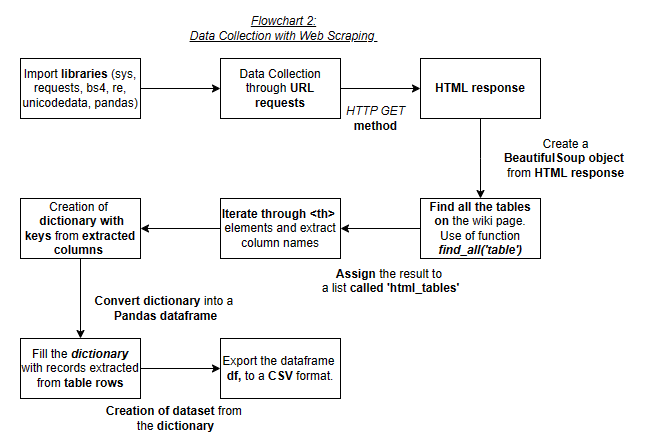 Flowchart 2:
Data Collection with Web Scraping
Import libraries (sys,
requests, bs4, re,
unicodedata, pandas)
Data Collection
through URL
requests
HTTP GET
method
HTML response
Create a
BeautifulSoup object
from HTML response
Find all the tables
on the wiki page.
Use of function
find_all('table')
Assign the result to
a list called 'html_tables'
Iterate through <th>
elements and extract
column names
Creation of
dictionary with
keys from extracted
columns
Convert dictionary into a
Pandas dataframe
Fill the dictionary
with records extracted
from table rows
Creation of dataset from
the dictionary
Export the dataframe
df, to a CSV format.